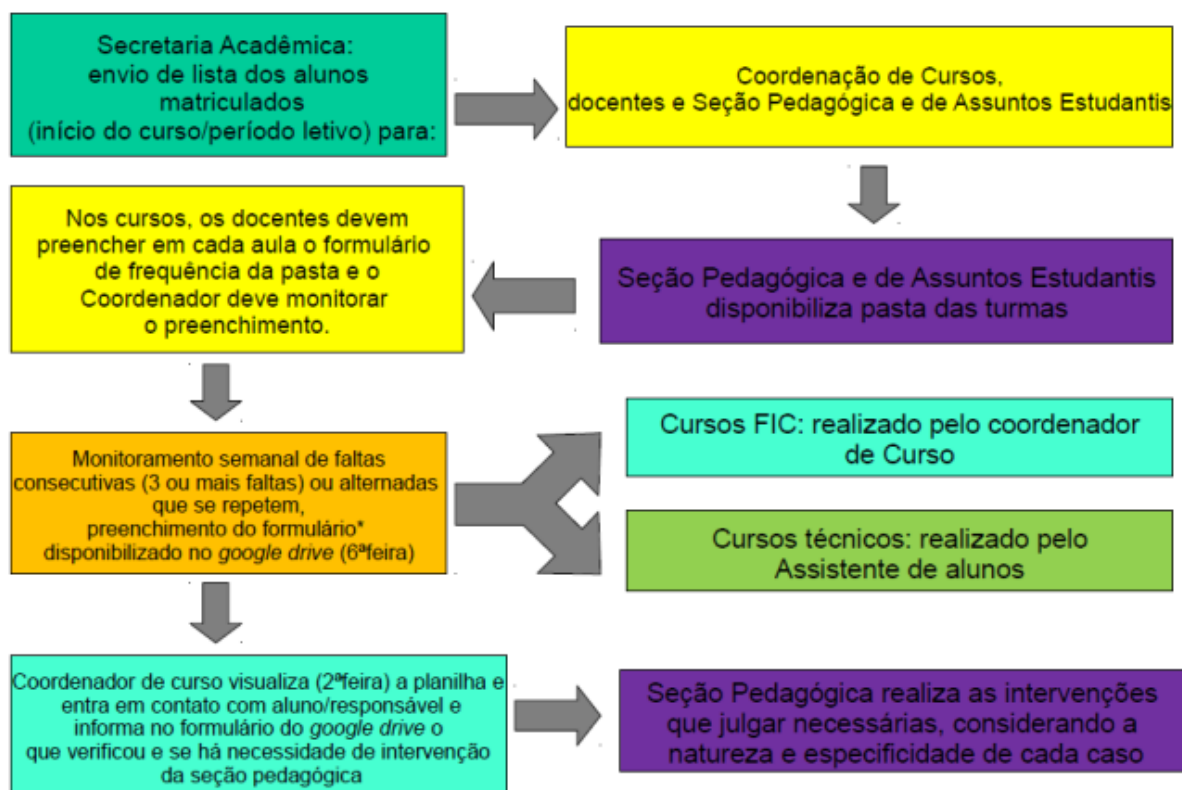 Secretaria Acadêmica:
envio de lista dos alunos
matriculados
(início do curso/período letivo) para:
Coordenação de Cursos,
docentes e Seção Pedagógica e de Assuntos Estudantis
Nos cursos, os docentes devem
preencher em cada aula o formulário
de frequência da pasta e o
Coordenador deve monitorar
o preenchimento.
Seção Pedagógica e de Assuntos Estudantis
disponibiliza pasta das turmas
Monitoramento semanal de faltas
consecutivas (3 ou mais faltas) ou alternadas
que se repetem,
preenchimento do formulário*
disponibilizado no google drive (6ªfeira)
Cursos FIC: realizado pelo coordenador
de Curso
Cursos técnicos: realizado pelo
Assistente de alunos
Coordenador de curso visualiza (2ªfeira) a planilha e
entra em contato com aluno/responsável e
informa no formulário do google drive o
que verificou e se há necessidade de intervenção
da seção pedagógica
Seção Pedagógica realiza as intervenções
que julgar necessárias, considerando a
natureza e especificidade de cada caso